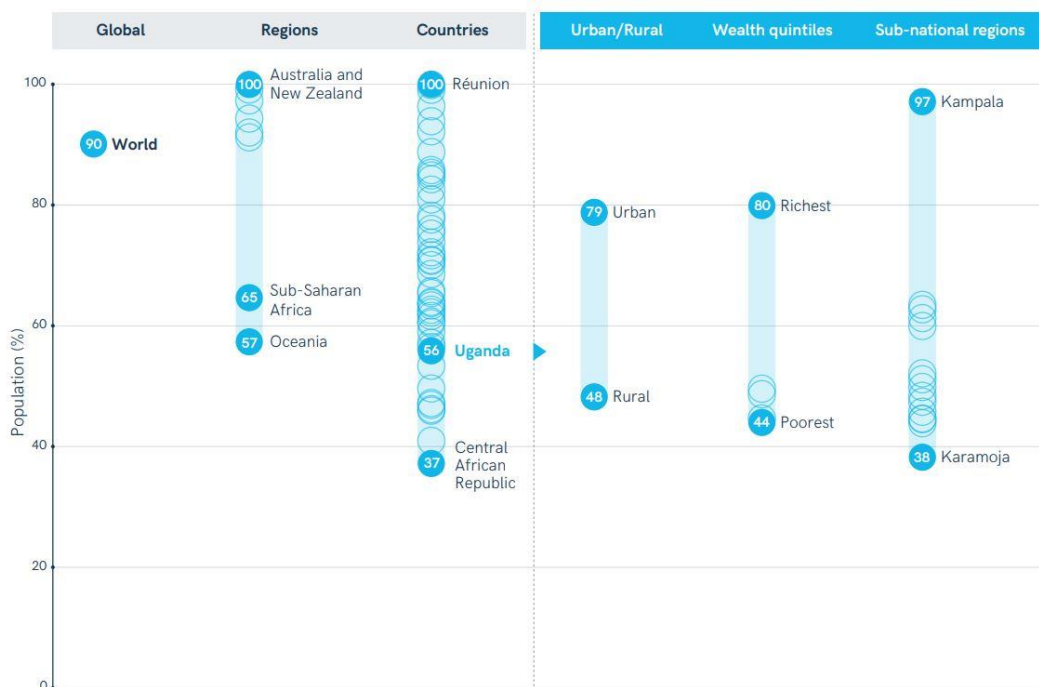 Global
Regions
Countries
Urban/Rural
Wealth quintiles
Sub-national regions
Population (%)
100
80
60
40
20
0
90 World
100 Australia and
New Zealand
65 Sub-Saharan
Africa
57 Oceania
100 Réunion
56 Uganda
37 Central
African
Republic
79 Urban
48 Rural
80 Richest
44 Poorest
97 Kampala
38 Karamoja